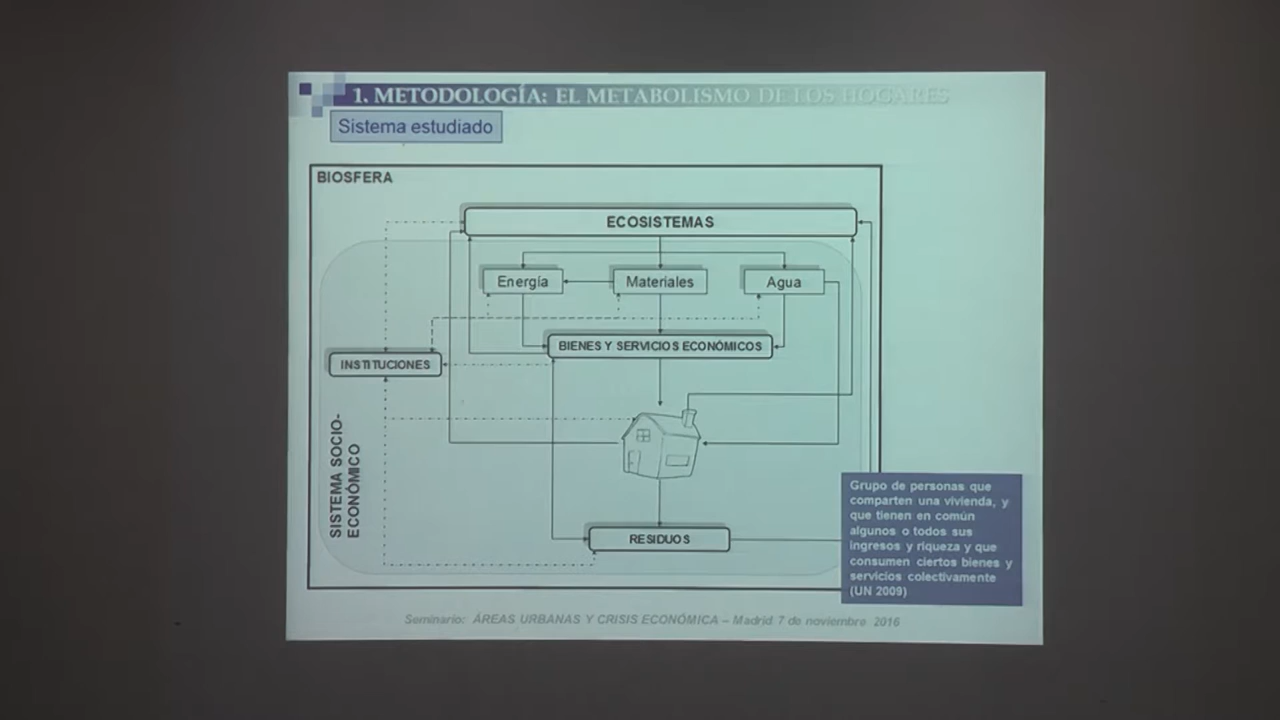 1. METODOLOGÍA: EL METABOLISMO DE LOS HOGARES
Sistema estudiado
BIOSFERA
ECOSISTEMAS
Energía
Materiales
Agua
BIENES Y SERVICIOS ECONÓMICOS
INSTITUCIONES
SISTEMA SOCIO-
ECONÓMICO
RESIDUOS
Grupo de personas que
comparten una vivienda, y
que tienen en común
algunos o todos sus
ingresos y riqueza y que
consumen ciertos bienes y
servicios colectivamente
(UN 2009)
Seminario: ÁREAS URBANAS Y CRISIS ECONÓMICA – Madrid 7 de noviembre 2016